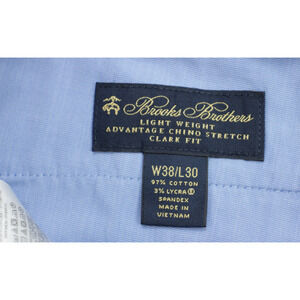 Brooks Brothers
LIGHT WEIGHT
ADVANTAGE CHINO STRETCH
CLARK FIT
W38/L30
97% COTTON
3% LYCRA®
SPANDEX
MADE IN
VIETNAM